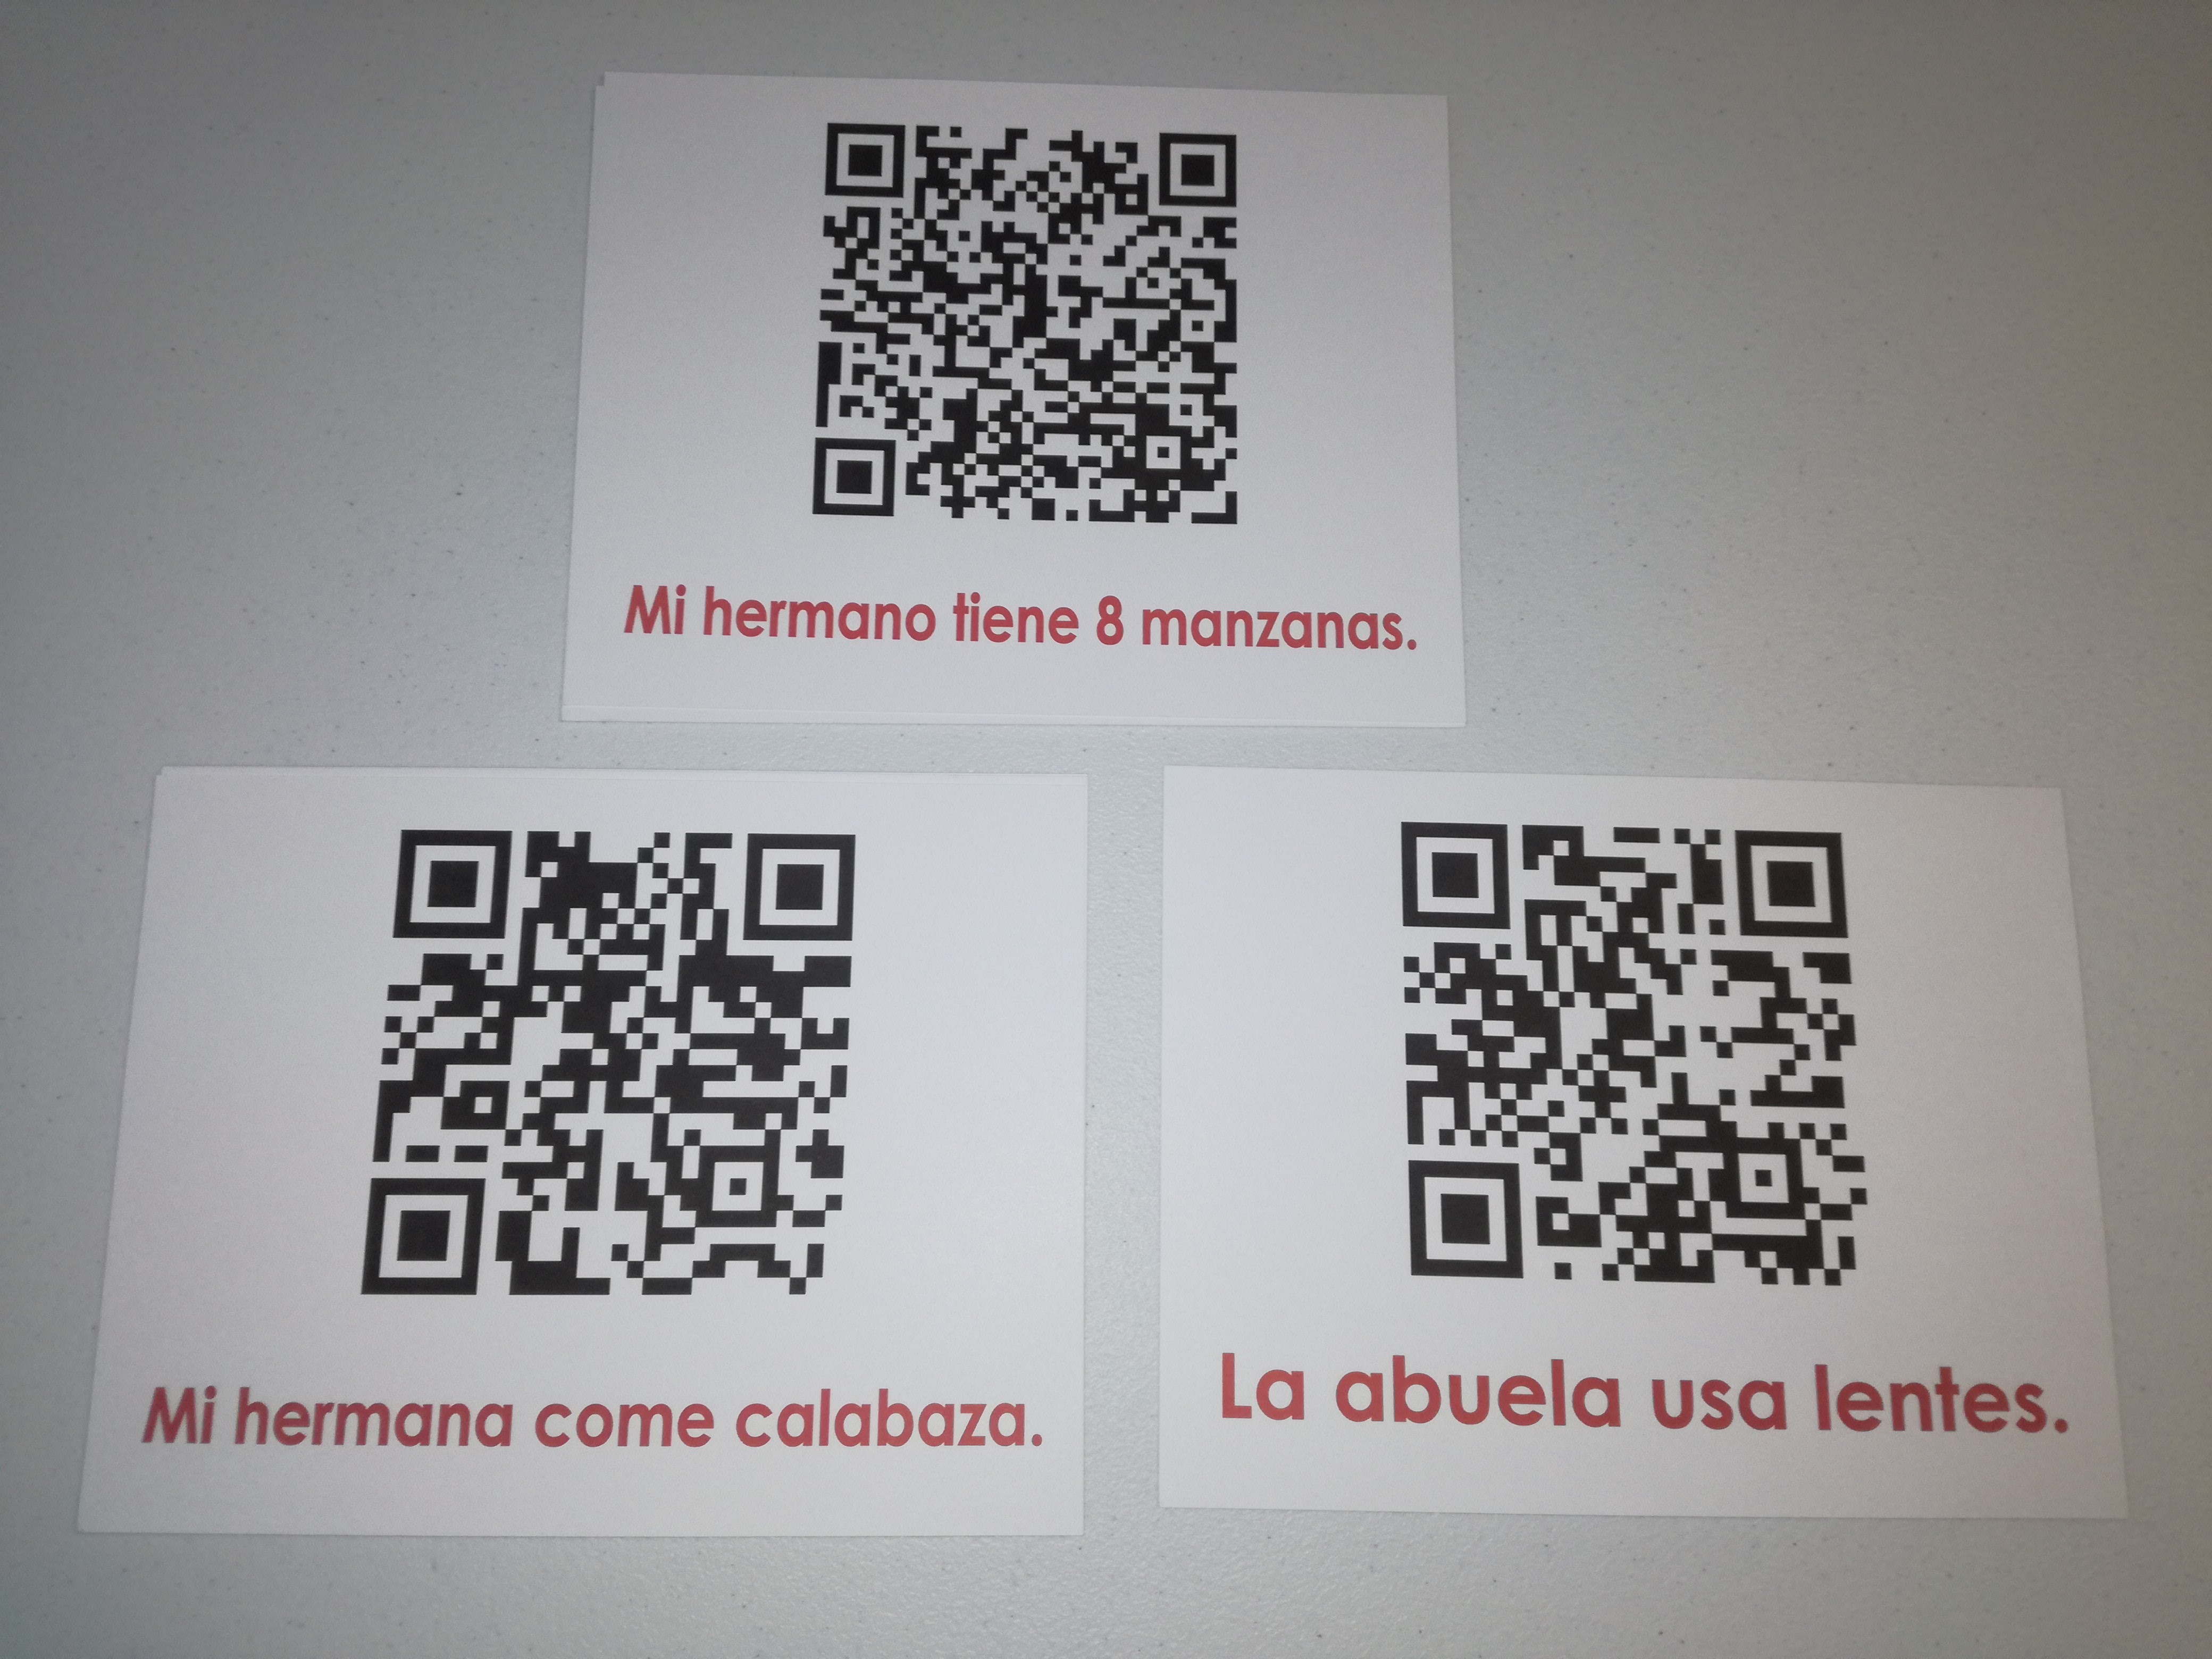 Mi hermano tiene 8 manzanas.
Mi hermana come calabaza.
La abuela usa lentes.